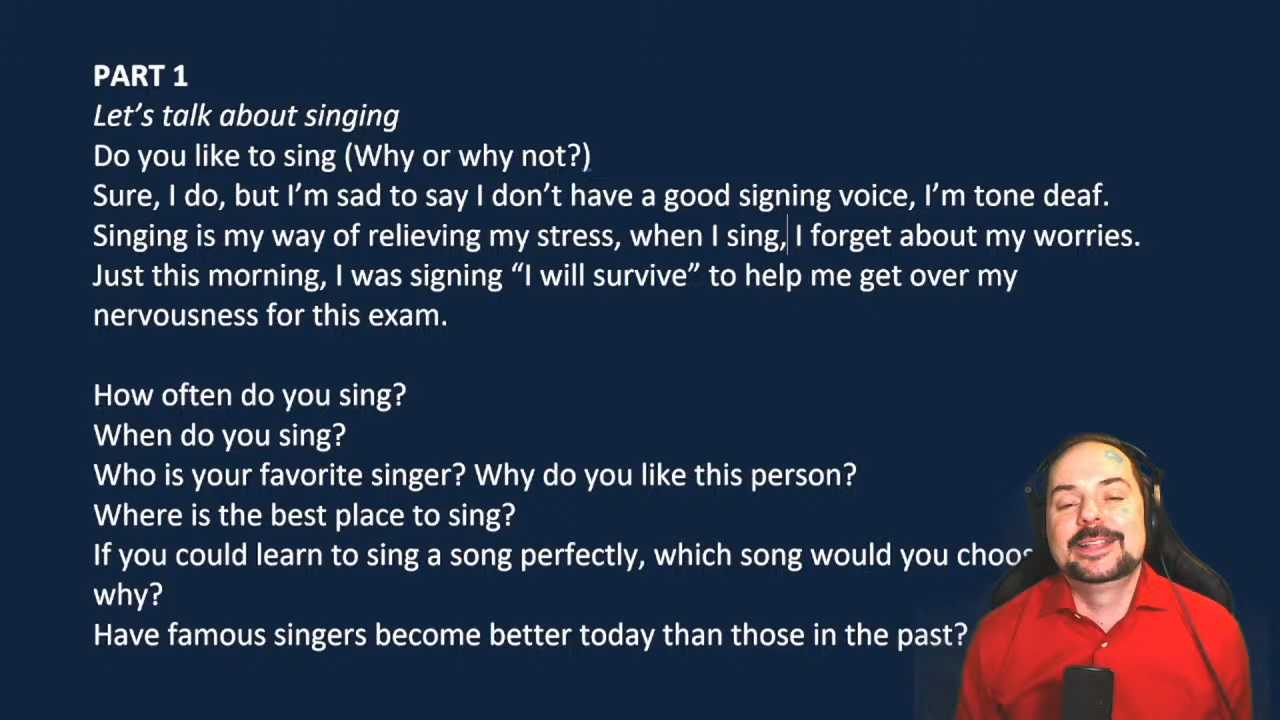 PART 1
Let's talk about singing
Do you like to sing (Why or why not?)
Sure, I do, but I'm sad to say I don't have a good signing voice, I'm tone deaf.
Singing is my way of relieving my stress, when I sing, I forget about my worries.
Just this morning, I was signing “I will survive” to help me get over my
nervousness for this exam.
How often do you sing?
When do you sing?
Who is your favorite singer? Why do you like this person?
Where is the best place to sing?
If you could learn to sing a song perfectly, which song would you
why?
Have famous singers become better today than those in the past?